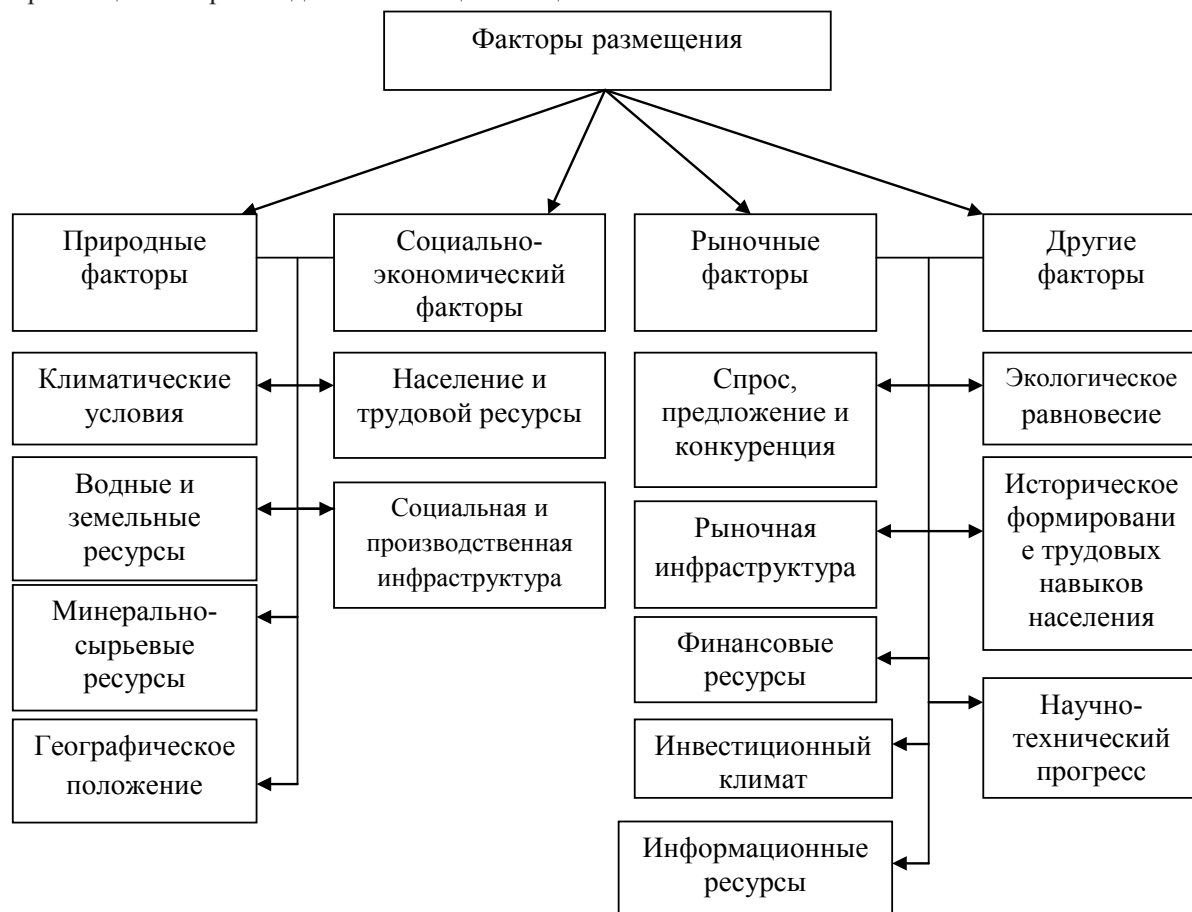 Факторы размещения
Природные
факторы
Социально-
экономический
факторы
Рыночные
факторы
Другие
факторы
Климатические
условия
Население и
трудовой ресурсы
Спрос,
предложение и
конкуренция
Экологическое
равновесие
Водные и
земельные
ресурсы
Социальная и
производственная
инфраструктура
Рыночная
инфраструктура
Историческое
формировани
е трудовых
навыков
населения
Минерально-
сырьевые
ресурсы
Финансовые
ресурсы
Научно-
технический
прогресс
Географическое
положение
Инвестиционный
климат
Информационные
ресурсы